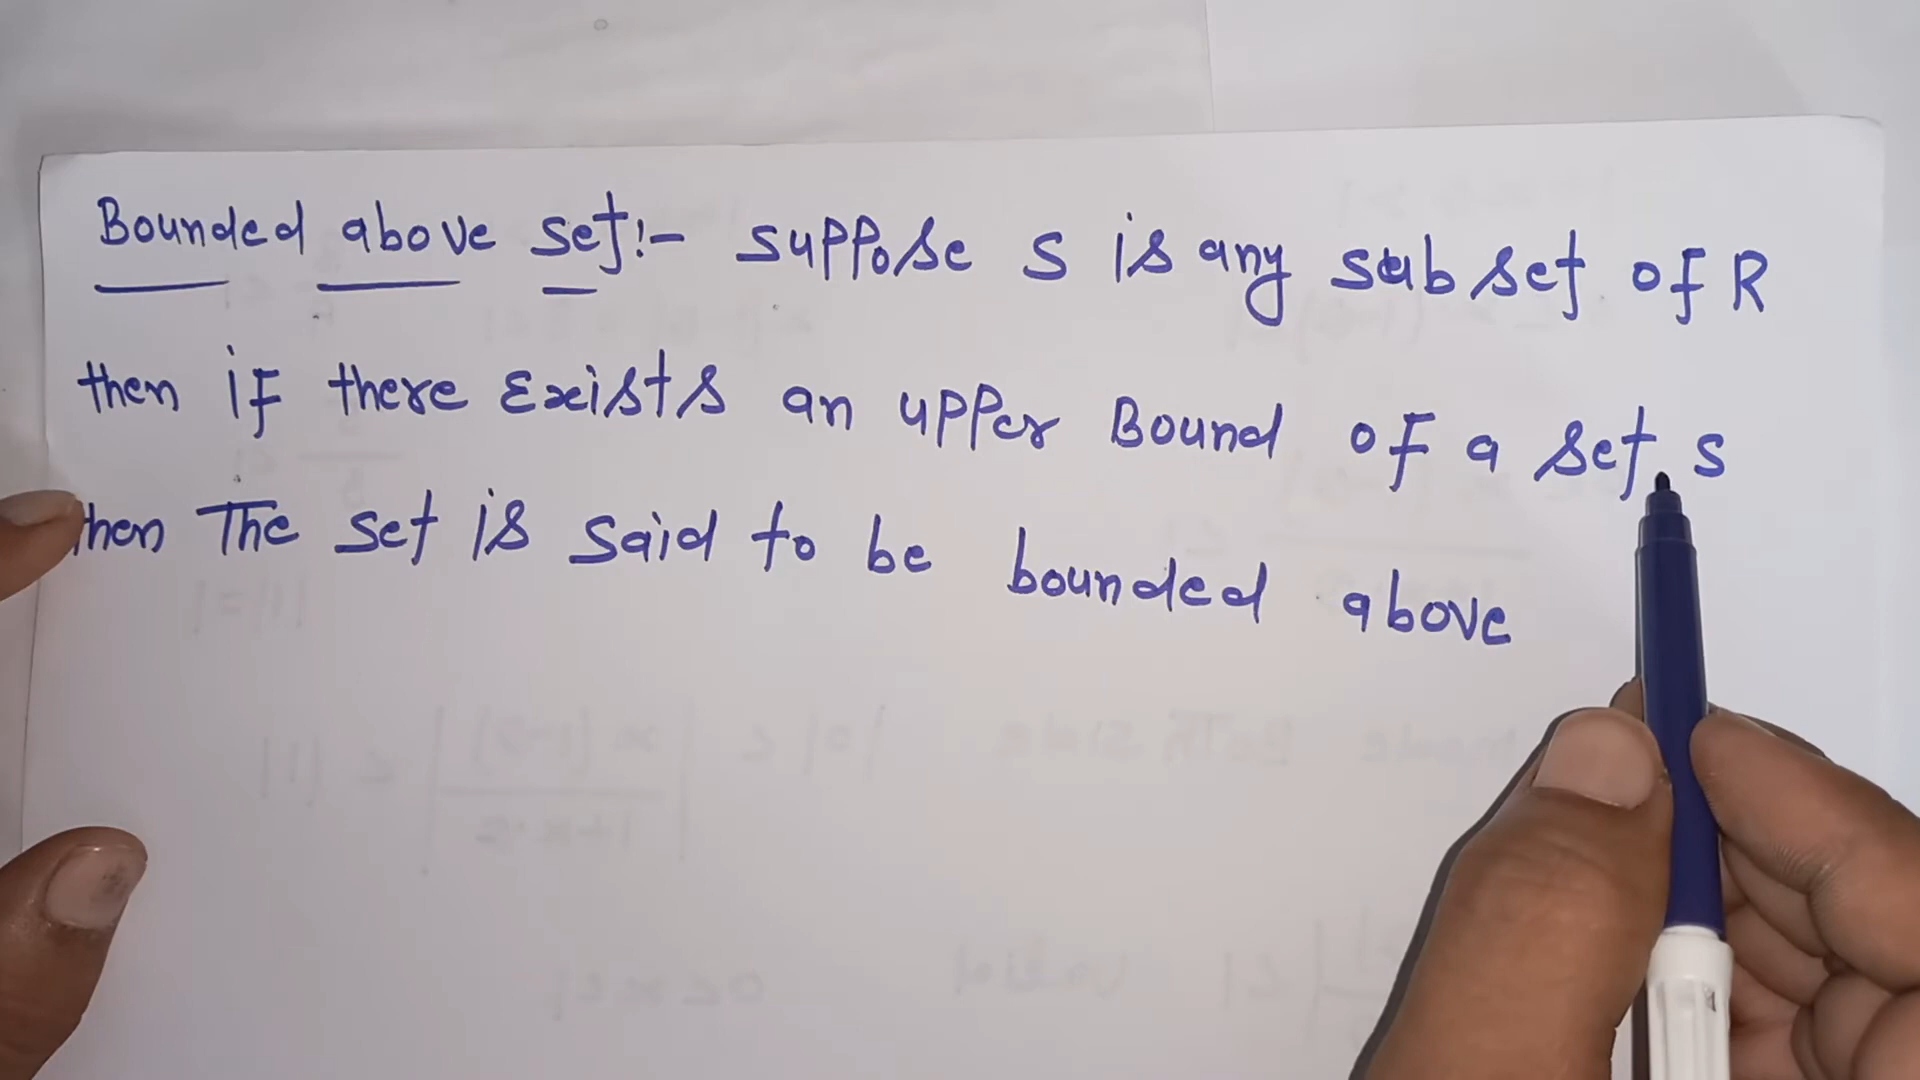 Bounded above set:- suppose S is any subset of R
then if there Exists an upper Bound of a set s
then The set is said to be bounded above